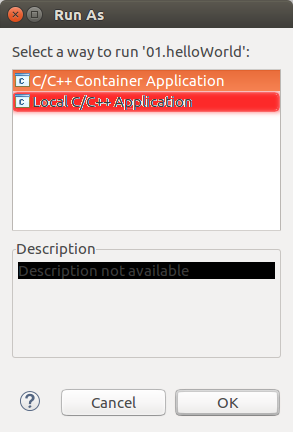 Run As
Select a way to run '01.helloWorld':
C/C++ Container Application
Local C/C++ Application
Description
Description not available
?
Cancel
OK